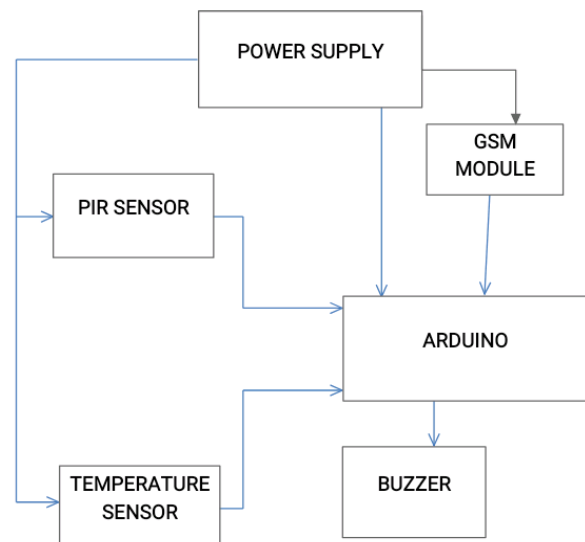 POWER SUPPLY
GSM
MODULE
PIR SENSOR
ARDUINO
TEMPERATURE
SENSOR
BUZZER